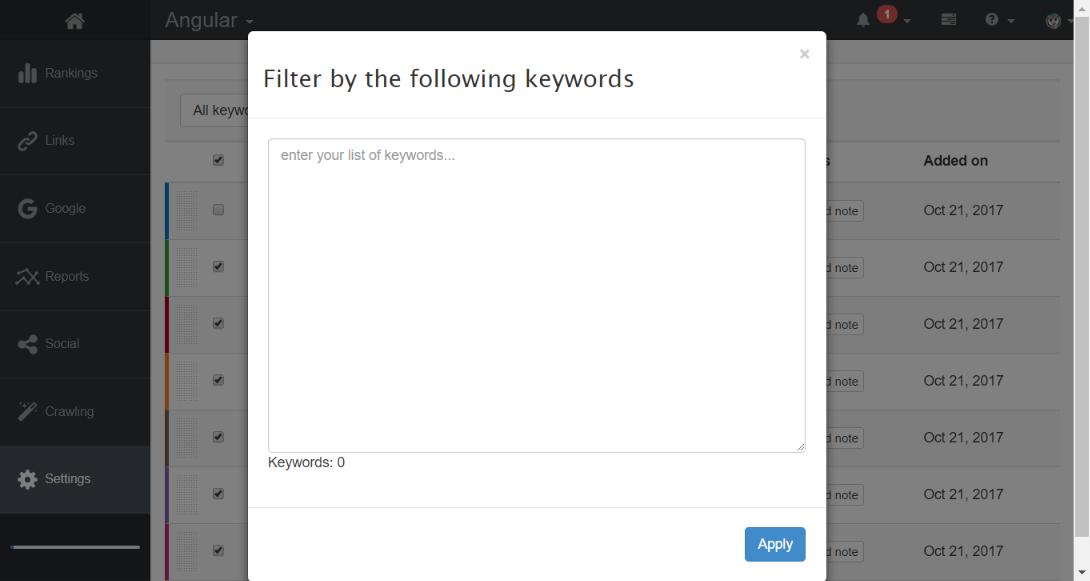 Angular
1
Rankings
Links
Google
Reports
Social
Crawling
Settings
Filter by the following keywords
×
enter your list of keywords...
Keywords: 0
Apply
All keywo
s
Added on
d note
Oct 21, 2017
d note
Oct 21, 2017
d note
Oct 21, 2017
d note
Oct 21, 2017
d note
Oct 21, 2017
d note
Oct 21, 2017
d note
Oct 21, 2017